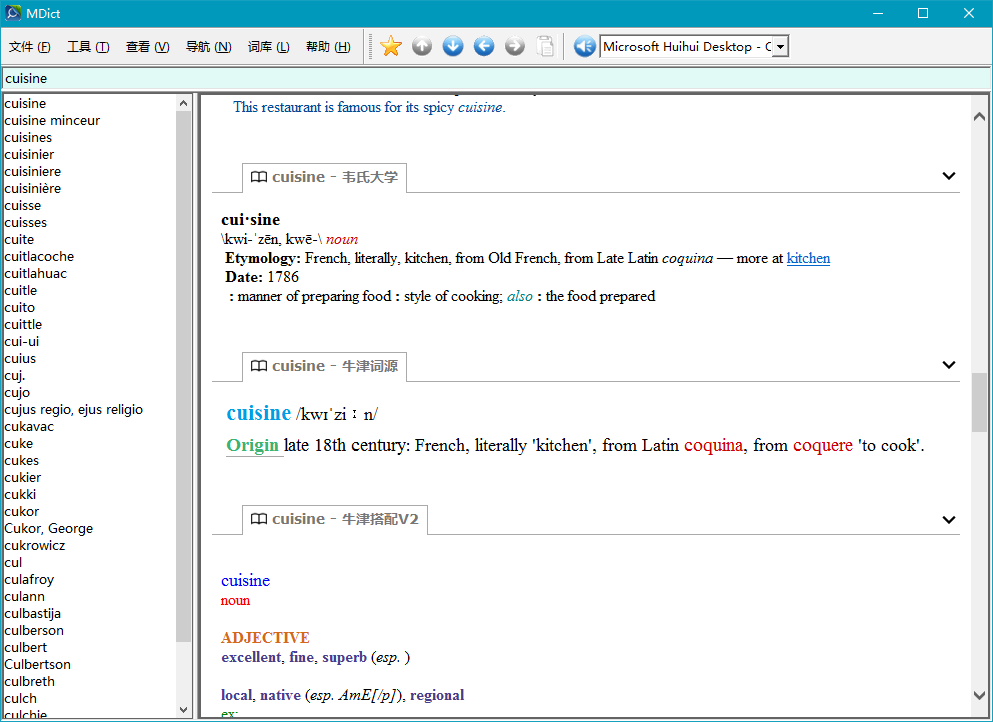 MDict
文件 (F) 工具 (T) 查看 (V) 导航 (N) 词库 (L) 帮助 (H) Microsoft Huihui Desktop - C
cuisine
cuisine
cuisine minceur
cuisines
cuisinier
cuisiniere
cuisinière
cuisse
cuisses
cuite
cuitlacoche
cuitlahuac
cuitle
cuito
cuittle
cui-ui
cuius
cuj.
cujo
cujus regio, ejus religio
cukavac
cuke
cukes
cukier
cukki
cukor
Cukor, George
cukrowicz
cul
culafroy
culann
culbastija
culberson
culbert
Culbertson
culbreth
culch
culchie
This restaurant is famous for its spicy cuisine.
cuisine - 韦氏大学
cui·sine
\kwi-ˈzēn, kwē-\ noun
Etymology: French, literally, kitchen, from Old French, from Late Latin coquina — more at kitchen
Date: 1786
: manner of preparing food : style of cooking; also : the food prepared
cuisine - 牛津词源
cuisine /kwɪˈziːn/
Origin late 18th century: French, literally 'kitchen', from Latin coquina, from coquere 'to cook'.
cuisine - 牛津搭配V2
cuisine
noun
ADJECTIVE
excellent, fine, superb (esp. )
local, native (esp. AmE[/p]), regional
ex: